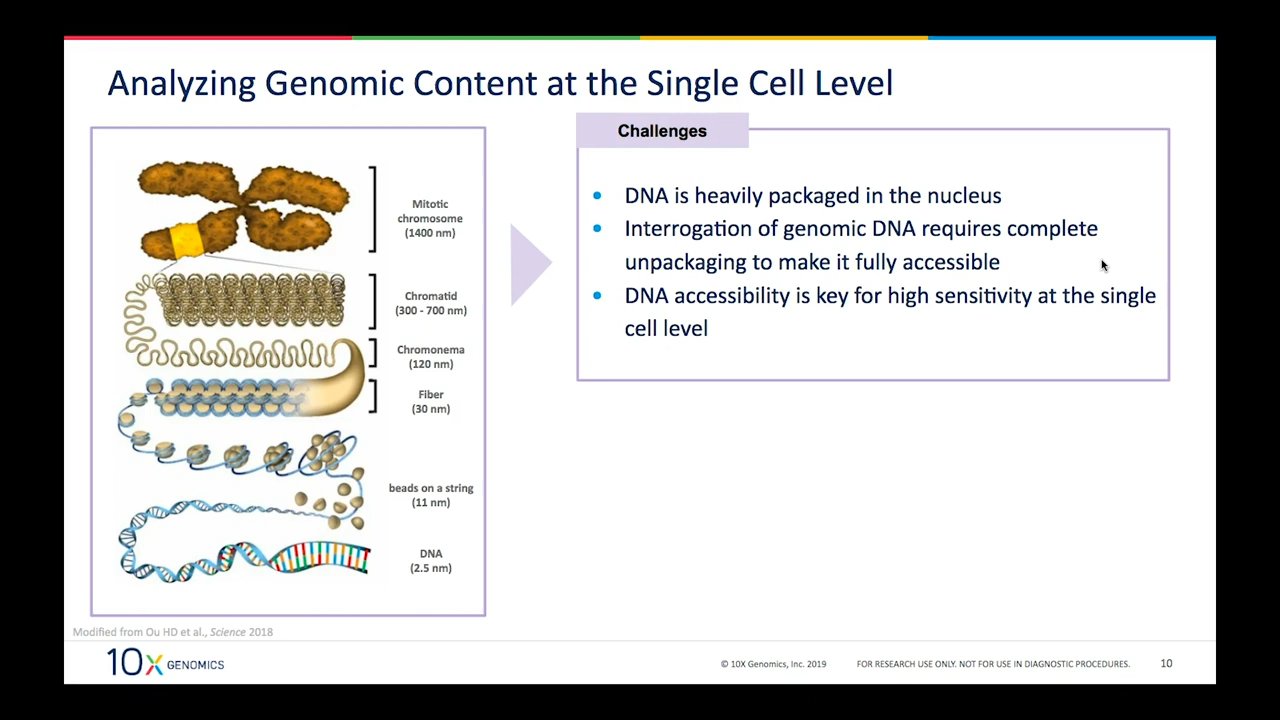 Analyzing Genomic Content at the Single Cell Level
Mitotic
chromosome
(1400 nm)
Chromatid
(300 - 700 nm)
Chromonema
(120 nm)
Fiber
(30 nm)
beads on a string
(11 nm)
DNA
(2.5 nm)
Challenges
• DNA is heavily packaged in the nucleus
• Interrogation of genomic DNA requires complete
unpackaging to make it fully accessible
• DNA accessibility is key for high sensitivity at the single
cell level
Modified from Ou HD et al., Science 2018
10X GENOMICS
© 10X Genomics, Inc. 2019
FOR RESEARCH USE ONLY. NOT FOR USE IN DIAGNOSTIC PROCEDURES.
10